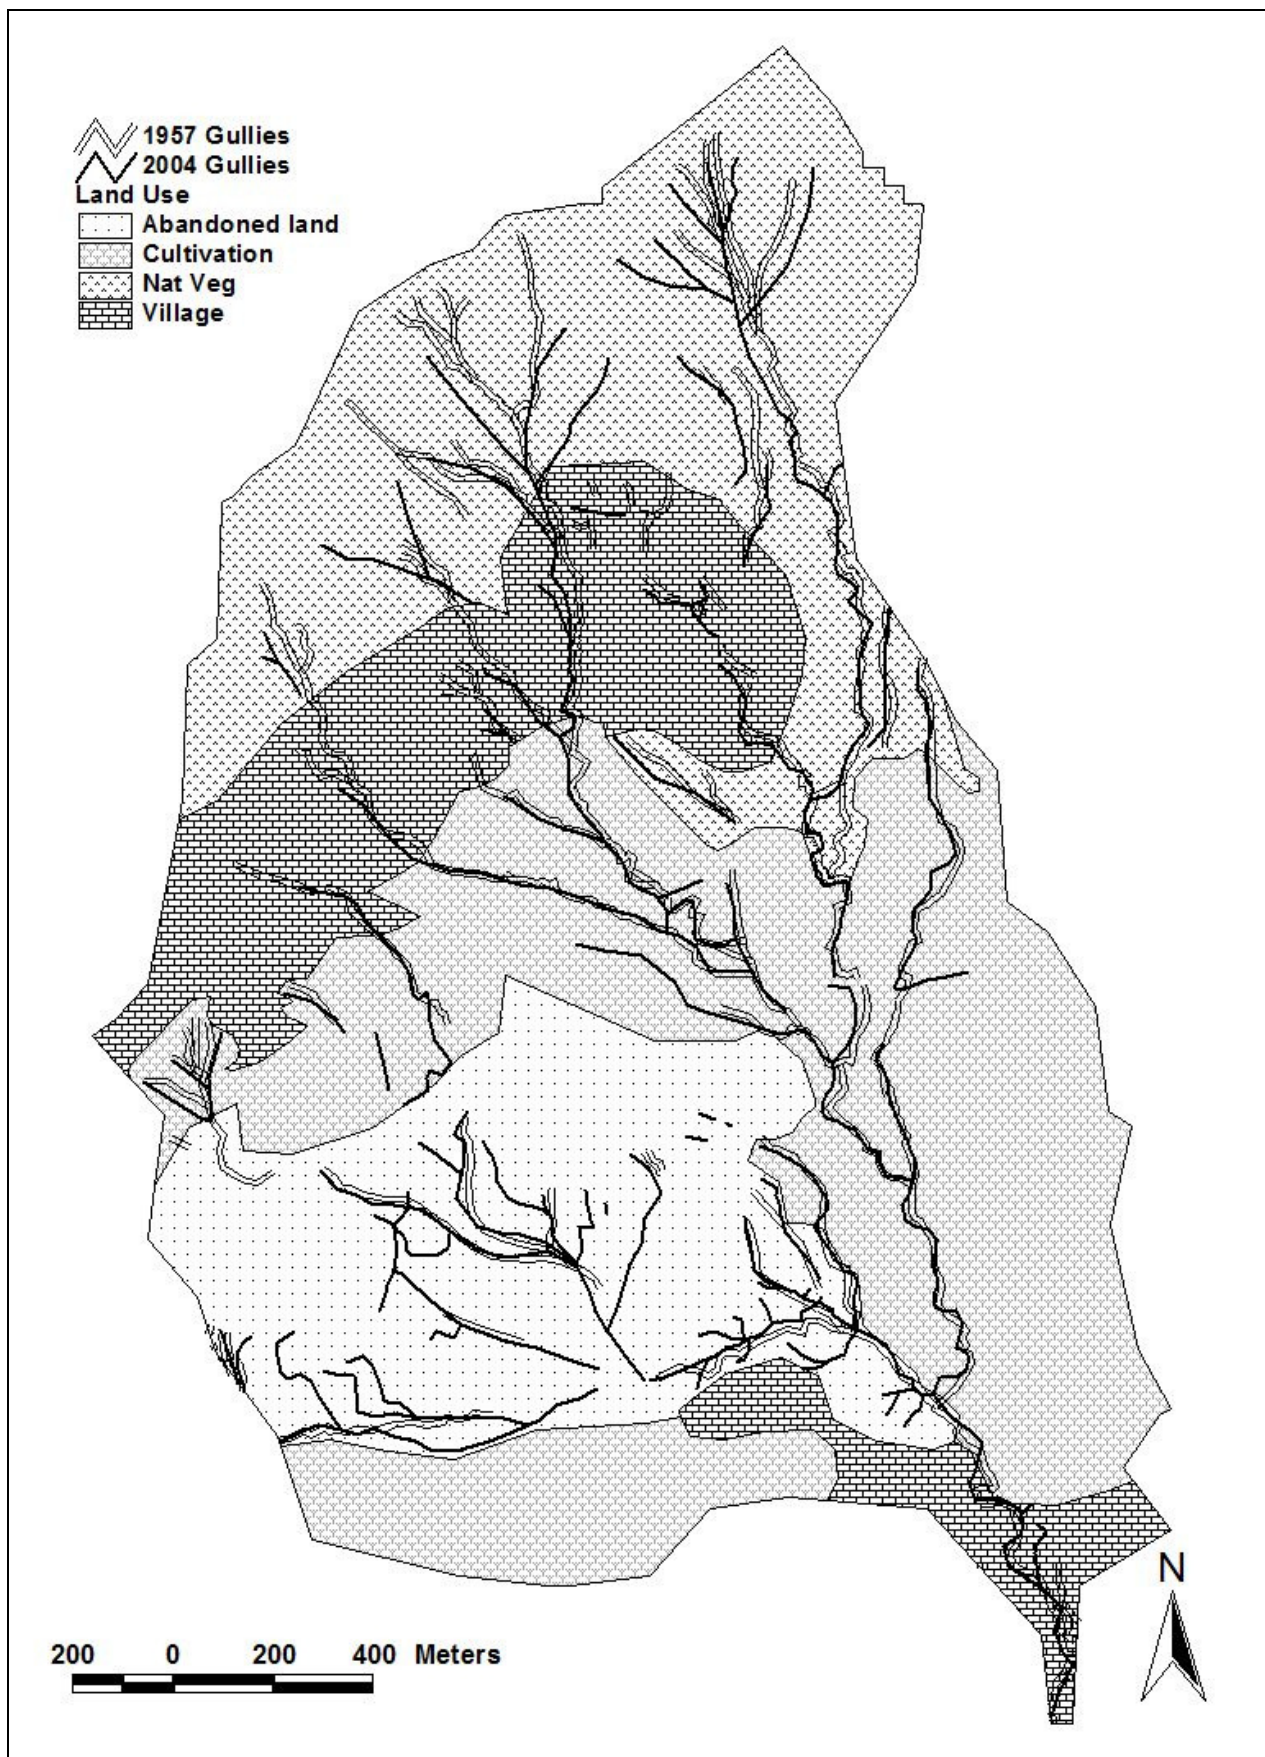 1957 Gullies
2004 Gullies
Land Use
Abandoned land
Cultivation
Nat Veg
Village
N
200 0 200 400 Meters